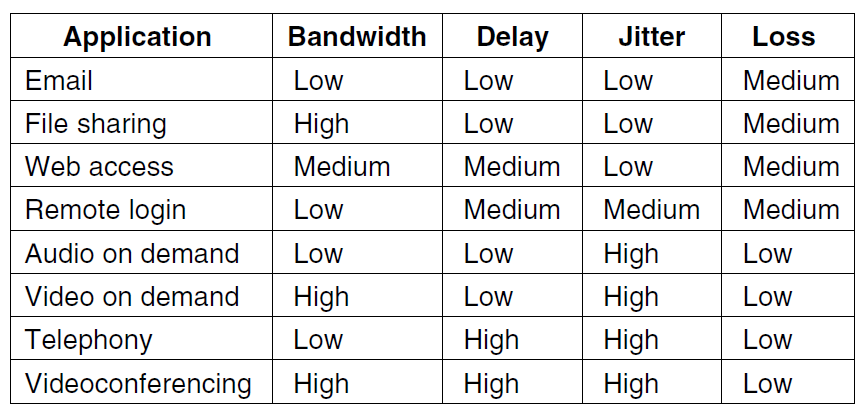 Application Bandwidth Delay Jitter Loss
Email Low Low Low Medium
File sharing High Low Low Medium
Web access Medium Medium Low Medium
Remote login Low Medium Medium Medium
Audio on demand Low Low High Low
Video on demand High Low High Low
Telephony Low High High Low
Videoconferencing High High High Low